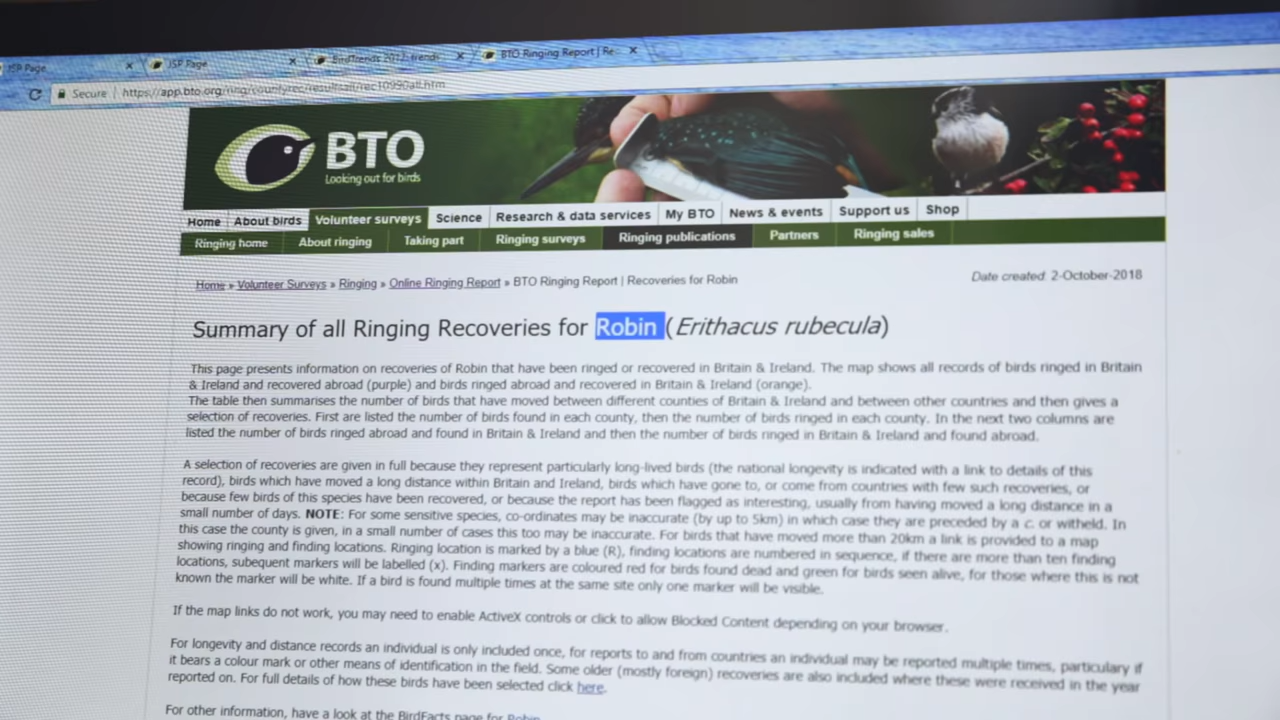 JSP Page
JSP Page
BirdTrends 2017: trends
BTO Ringing Report | Re
Secure https://app.bto.org/ring/countyrec/resultsall/rec10990all.htm
BTO
Looking out for birds
Home About birds Volunteer surveys Science Research & data services My BTO News & events Support us Shop
Ringing home About ringing Taking part Ringing surveys Ringing publications Partners Ringing sales
Home » Volunteer Surveys » Ringing » Online Ringing Report » BTO Ringing Report | Recoveries for Robin
Date created: 2-October-2018
Summary of all Ringing Recoveries for Robin (Erithacus rubecula)
This page presents information on recoveries of Robin that have been ringed or recovered in Britain & Ireland. The map shows all records of birds ringed in Britain
& Ireland and recovered abroad (purple) and birds ringed abroad and recovered in Britain & Ireland (orange).
The table then summarises the number of birds that have moved between different counties of Britain & Ireland and between other countries and then gives a
selection of recoveries. First are listed the number of birds found in each county, then the number of birds ringed in each county. In the next two columns are
listed the number of birds ringed abroad and found in Britain & Ireland and then the number of birds ringed in Britain & Ireland and found abroad.
A selection of recoveries are given in full because they represent particularly long-lived birds (the national longevity is indicated with a link to details of this
record), birds which have moved a long distance within Britain and Ireland, birds which have gone to, or come from countries with few such recoveries, or
because few birds of this species have been recovered, or because the report has been flagged as interesting, usually from having moved a long distance in a
small number of days. NOTE: For some sensitive species, co-ordinates may be inaccurate (by up to 5km) in which case they are preceded by a c. or witheld. In
this case the county is given, in a small number of cases this too may be inaccurate. For birds that have moved more than 20km a link is provided to a map
showing ringing and finding locations. Ringing location is marked by a blue (R), finding locations are numbered in sequence, if there are more than ten finding
locations, subequent markers will be labelled (x). Finding markers are coloured red for birds found dead and green for birds seen alive, for those where this is not
known the marker will be white. If a bird is found multiple times at the same site only one marker will be visible.
If the map links do not work, you may need to enable ActiveX controls or click to allow Blocked Content depending on your browser.
For longevity and distance records an individual is only included once, for reports to and from countries an individual may be reported multiple times, particulary if
it bears a colour mark or other means of identification in the field. Some older (mostly foreign) recoveries are also included where these were received in the year
reported on. For full details of how these birds have been selected click here.
For other information, have a look at the BirdFacts page for Robin